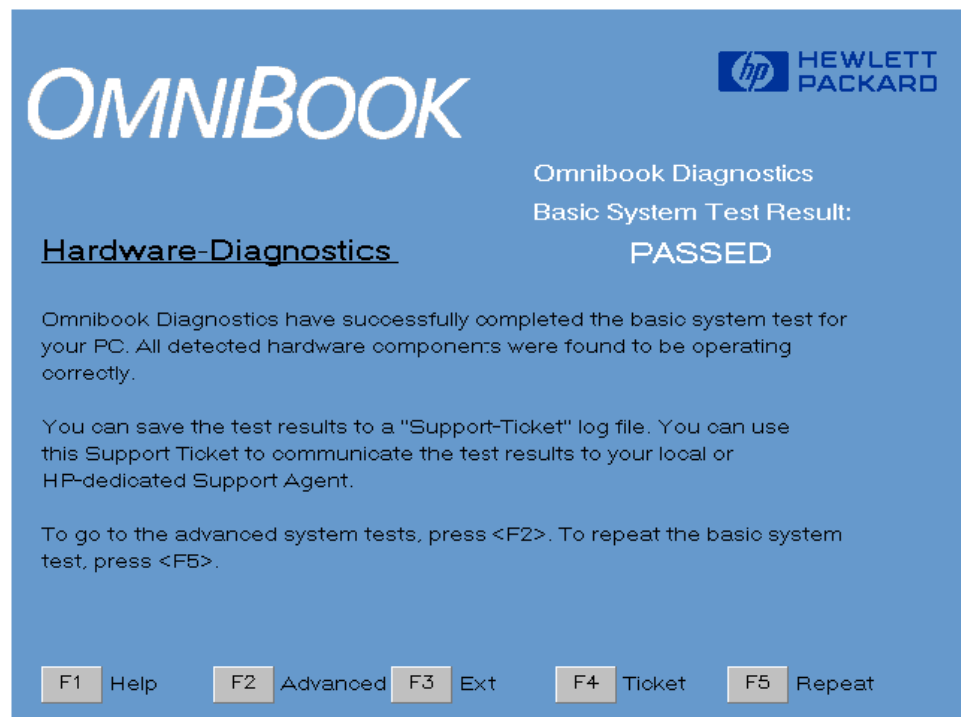 OMNIBOOK
hp HEWLETT
PACKARD
Omnibook Diagnostics
Basic System Test Result:
PASSED
Hardware-Diagnostics
Omnibook Diagnostics have successfully completed the basic system test for
your PC. All detected hardware components were found to be operating
correctly.
You can save the test results to a "Support-Ticket" log file. You can use
this Support Ticket to communicate the test results to your local or
HP-dedicated Support Agent.
To go to the advanced system tests, press <F2>. To repeat the basic system
test, press <F5>.
F1 Help F2 Advanced F3 Ext F4 Ticket F5 Repeat